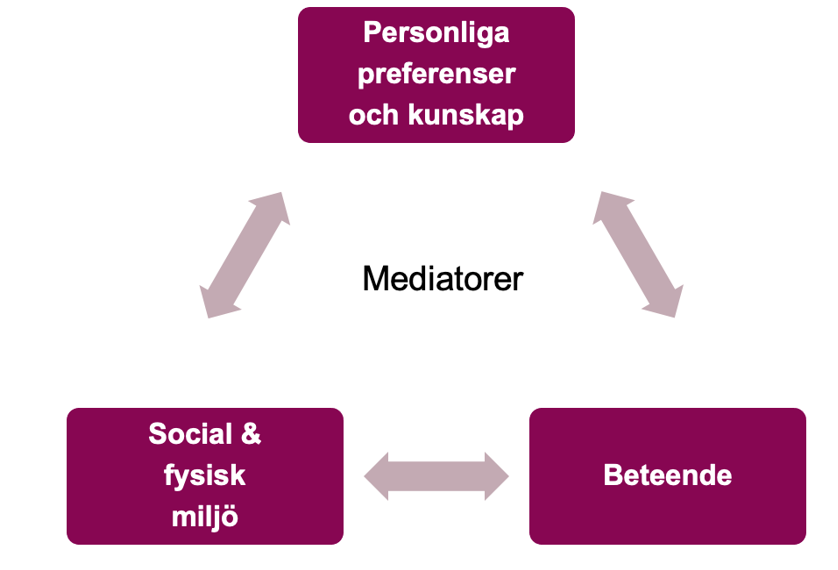 Personliga
preferenser
och kunskap
Mediatorer
Social &
fysisk
miljö
Beteende